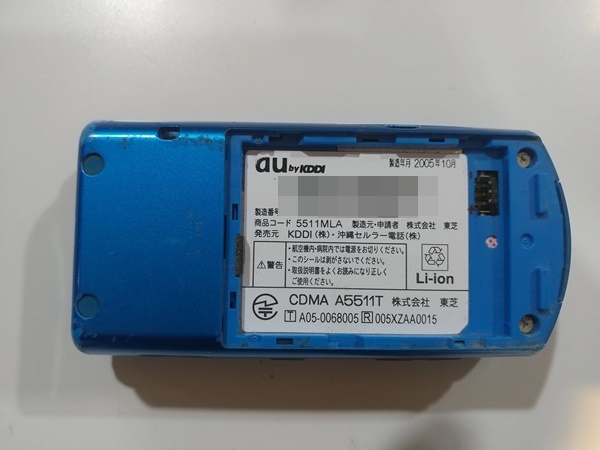 au by KDDI 製造年月 2005年10月
製造番号
商品コード 5511MLA 製造元・申請者 株式会社 東芝
発売元 KDDI(株)・沖縄セルラー電話(株)
警告
・航空機内・病院内では電源をお切りください。
・このシールは剥がさないでください。
・取扱説明書をよくお読みになり正しく
ご使用ください。
Li-ion
CDMA A5511T 株式会社 東芝
T A05-0068005 R 005XZAA0015